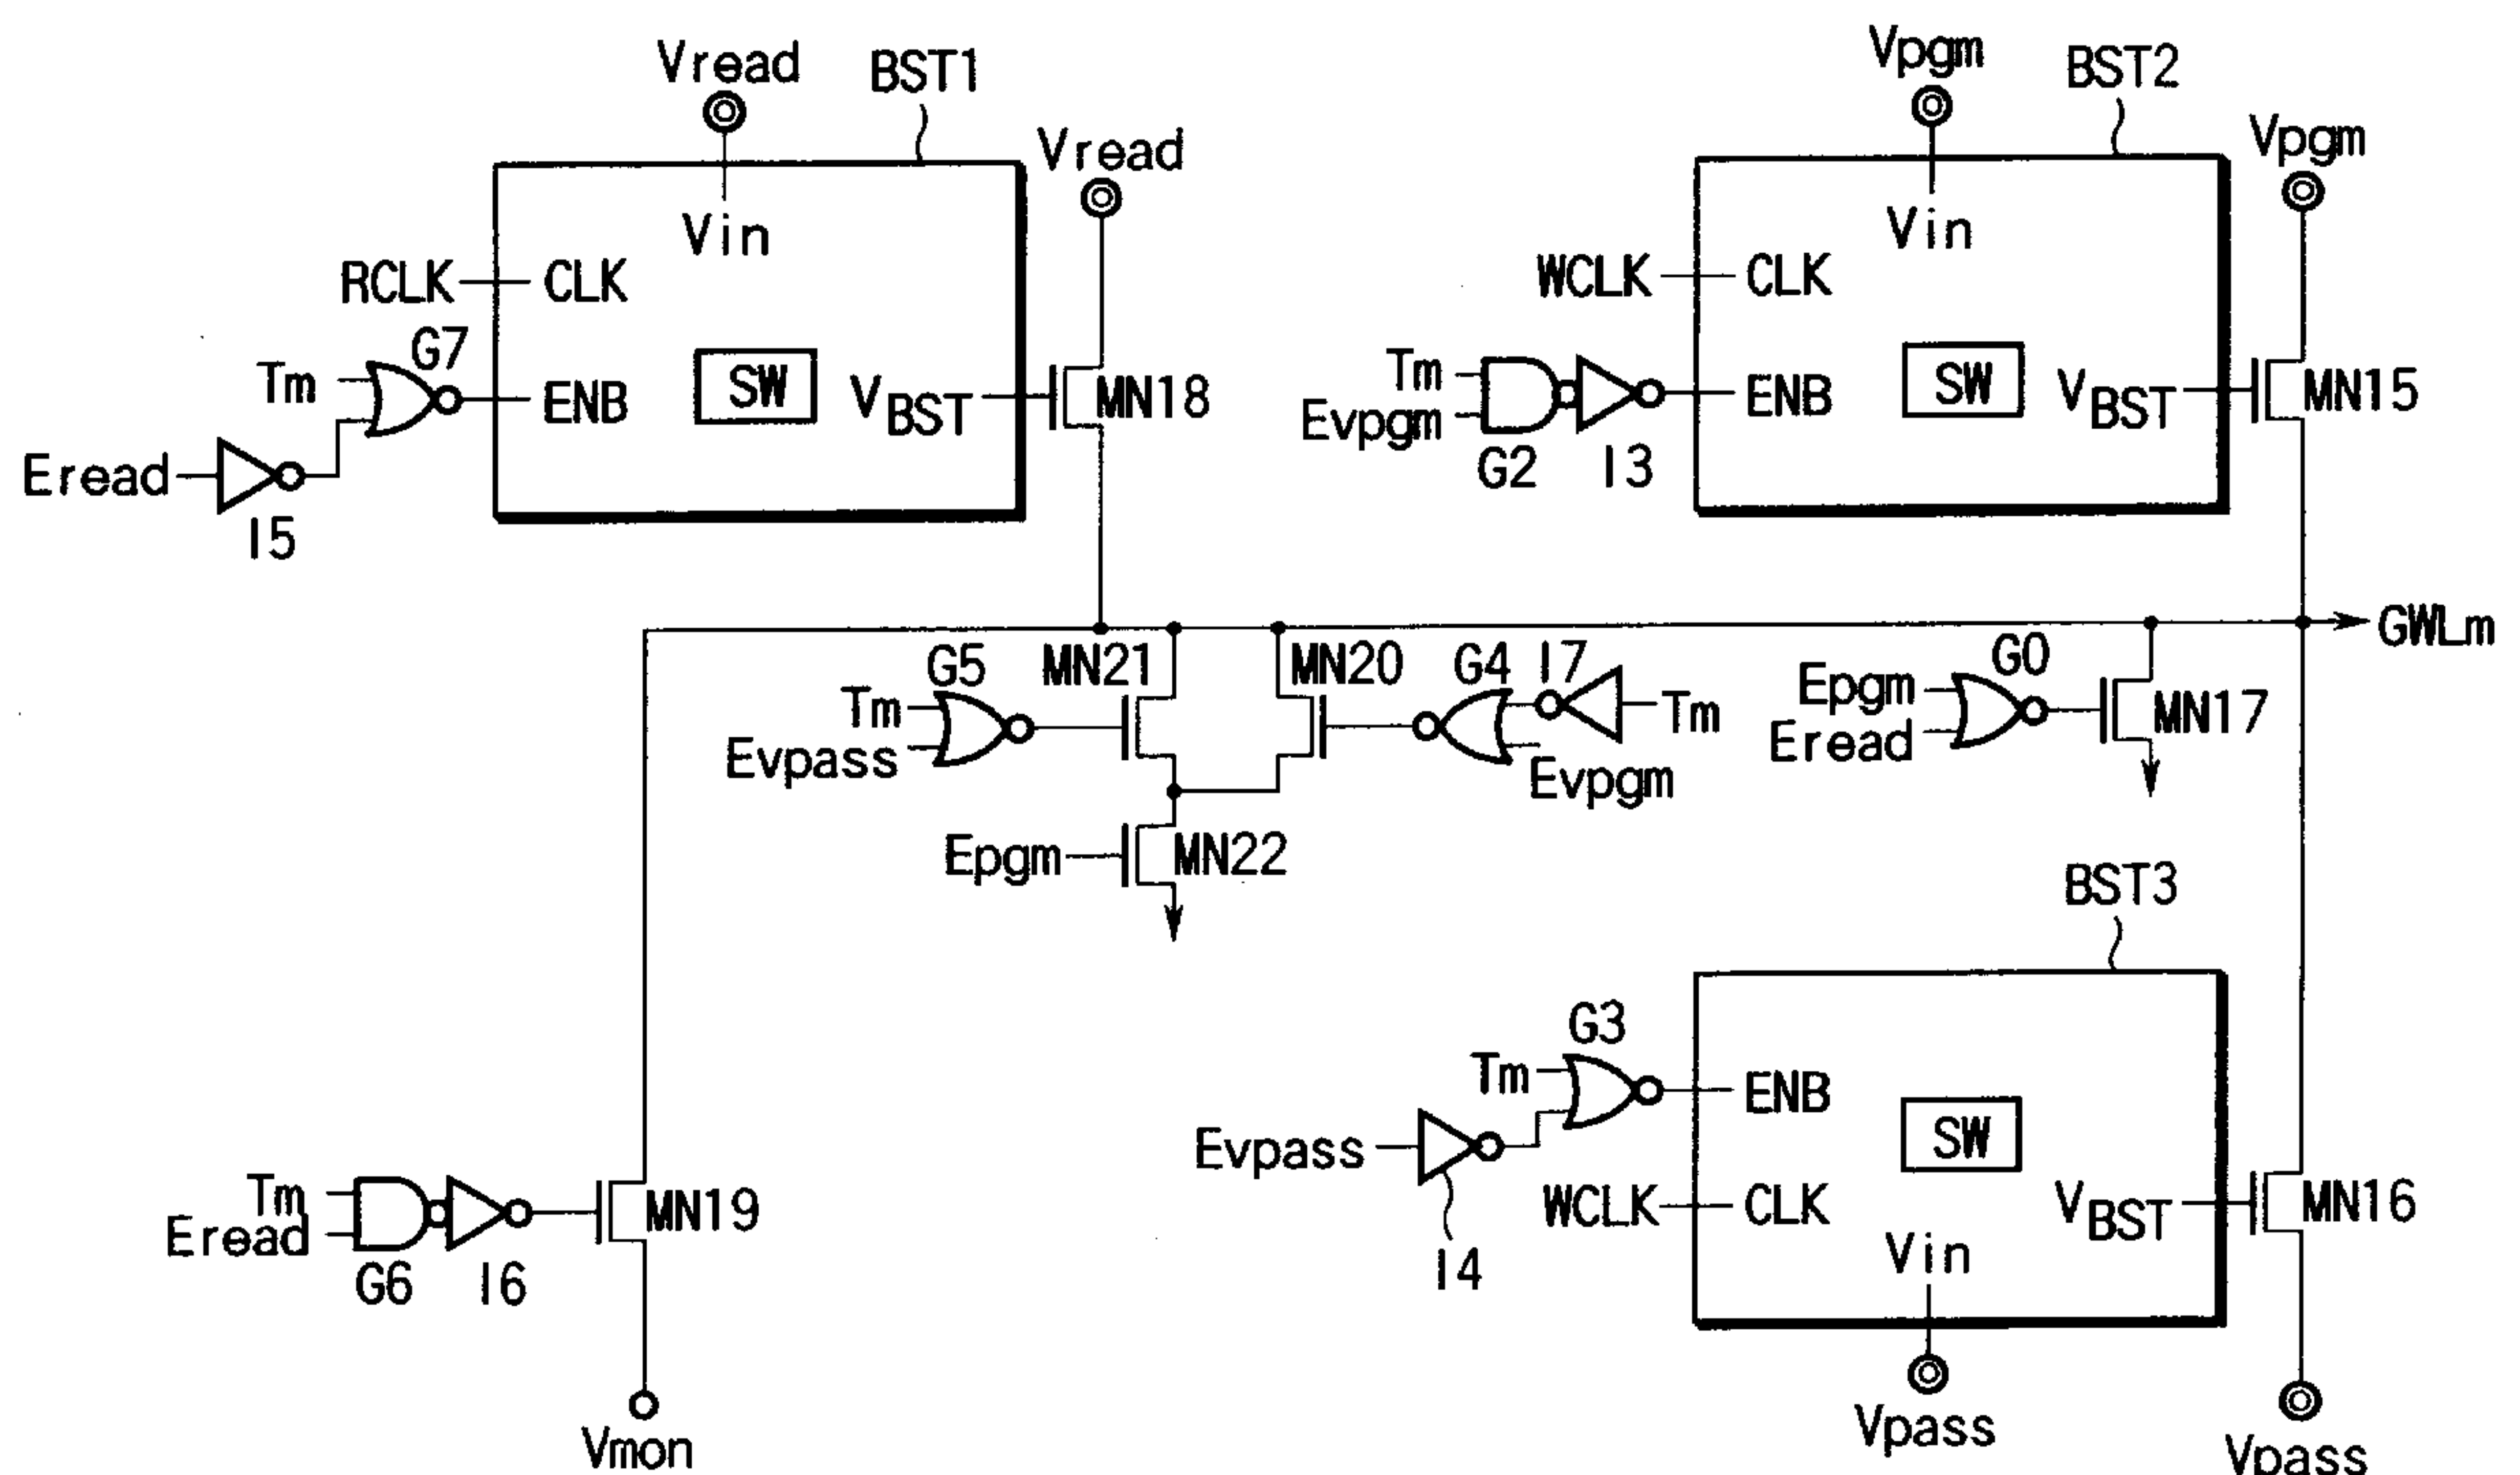 Vread
BST1
Vread
Vin
RCLK
CLK
G7
Tm
ENB
SW
VBST
MN18
Eread
I5
Vpgm
BST2
Vpgm
Vin
WCLK
CLK
Tm
Evpgm
G2
I3
ENB
SW
VBST
MN15
GWLm
G5
MN21
MN20
G4
I7
Tm
Evpass
Tm
Evpgm
Epgm
MN22
G0
Epgm
Eread
MN17
BST3
G3
Tm
ENB
SW
Evpass
I4
WCLK
CLK
VBST
MN16
Vin
Vpass
Vpass
Tm
Eread
G6
I6
MN19
Vmon